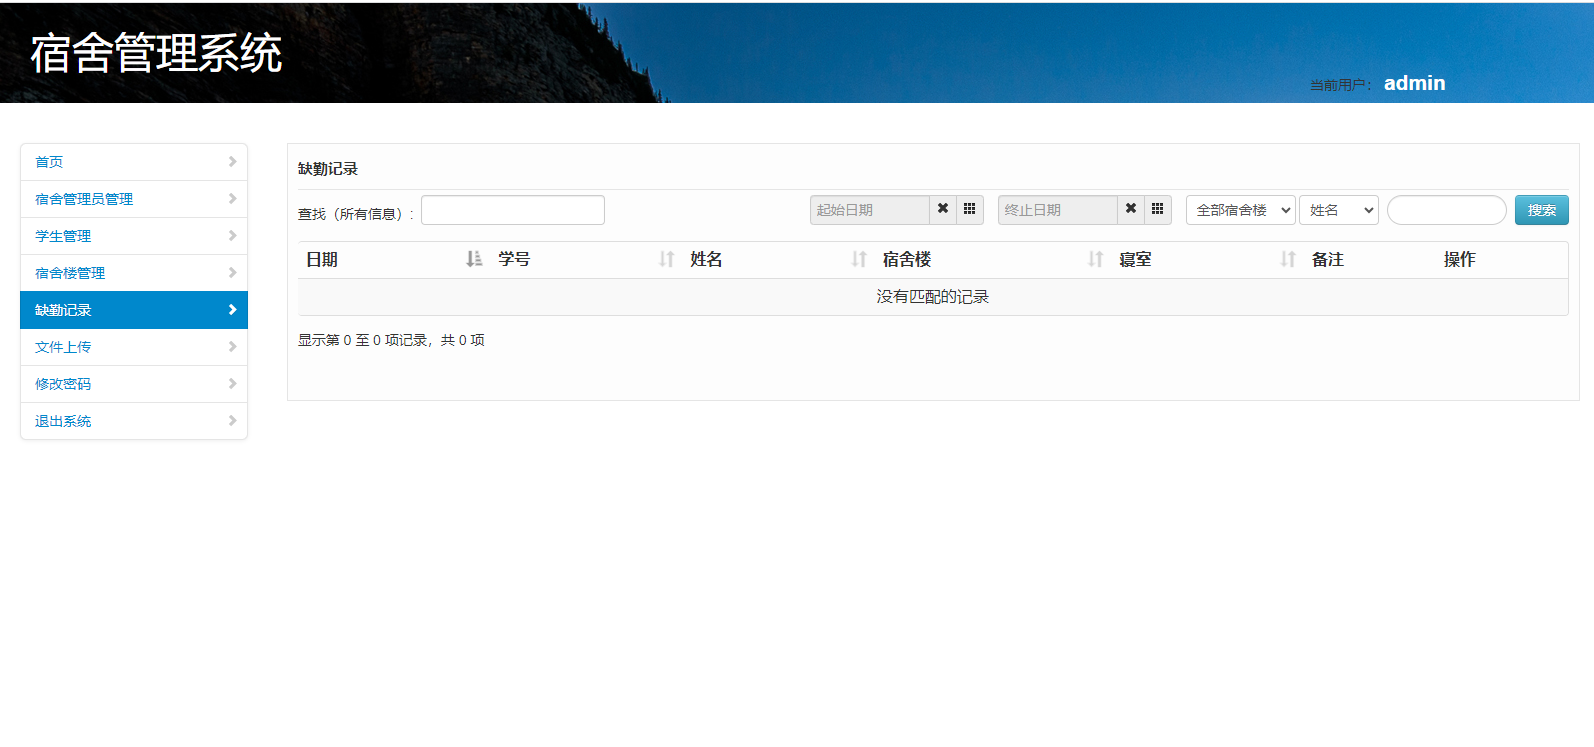 宿舍管理系统
当前用户： admin
首页
宿舍管理员管理
学生管理
宿舍楼管理
缺勤记录
文件上传
修改密码
退出系统
缺勤记录
查找（所有信息）： 起始日期 终止日期 全部宿舍楼 姓名 搜索
日期 学号 姓名 宿舍楼 寝室 备注 操作
没有匹配的记录
显示第 0 至 0 项记录，共 0 项